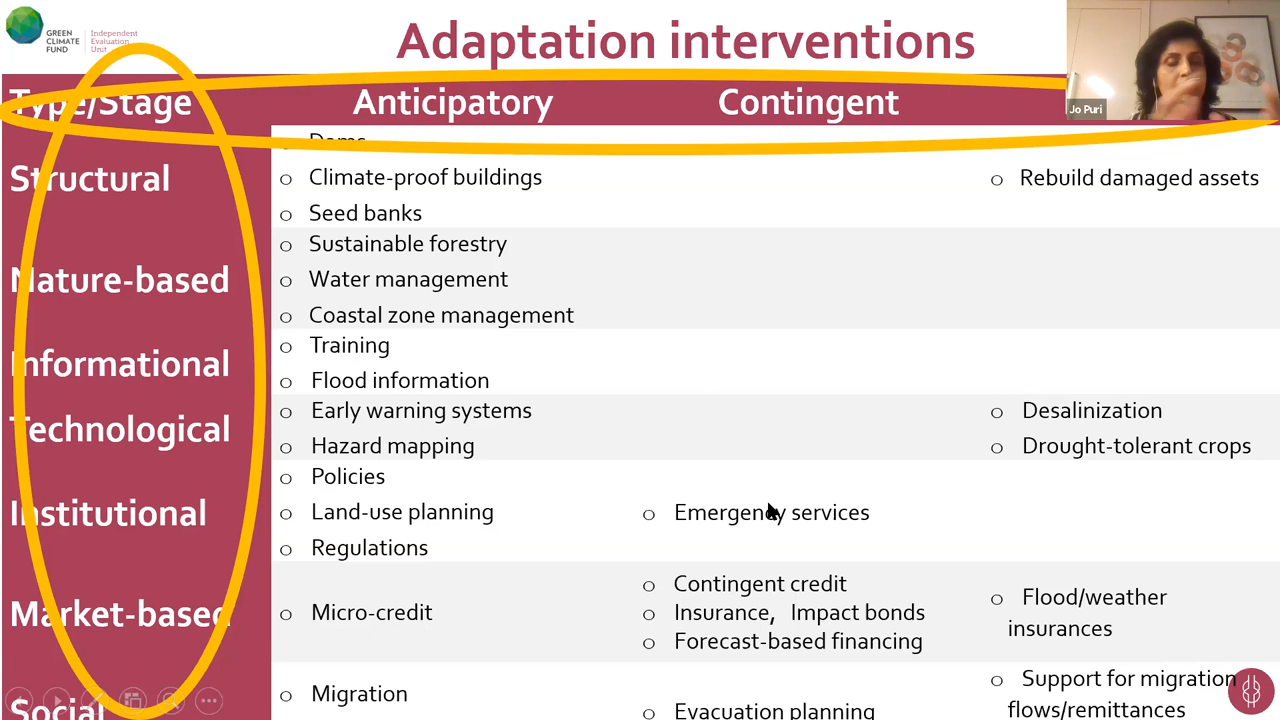 GREEN
CLIMATE
FUND
Independent
Evaluation
Unit
Adaptation interventions
Jo Puri
Type/Stage Anticipatory Contingent
Structural
o Dams
o Climate-proof buildings
o Seed banks
o Rebuild damaged assets
Nature-based
o Sustainable forestry
o Water management
o Coastal zone management
Informational
o Training
o Flood information
Technological
o Early warning systems
o Hazard mapping
o Desalinization
o Drought-tolerant crops
Institutional
o Policies
o Land-use planning
o Regulations
o Emergency services
Market-based
o Micro-credit
o Contingent credit
o Insurance, Impact bonds
o Forecast-based financing
o Flood/weather
insurances
Social
o Migration
o Evacuation planning
o Support for migration
flows/remittances